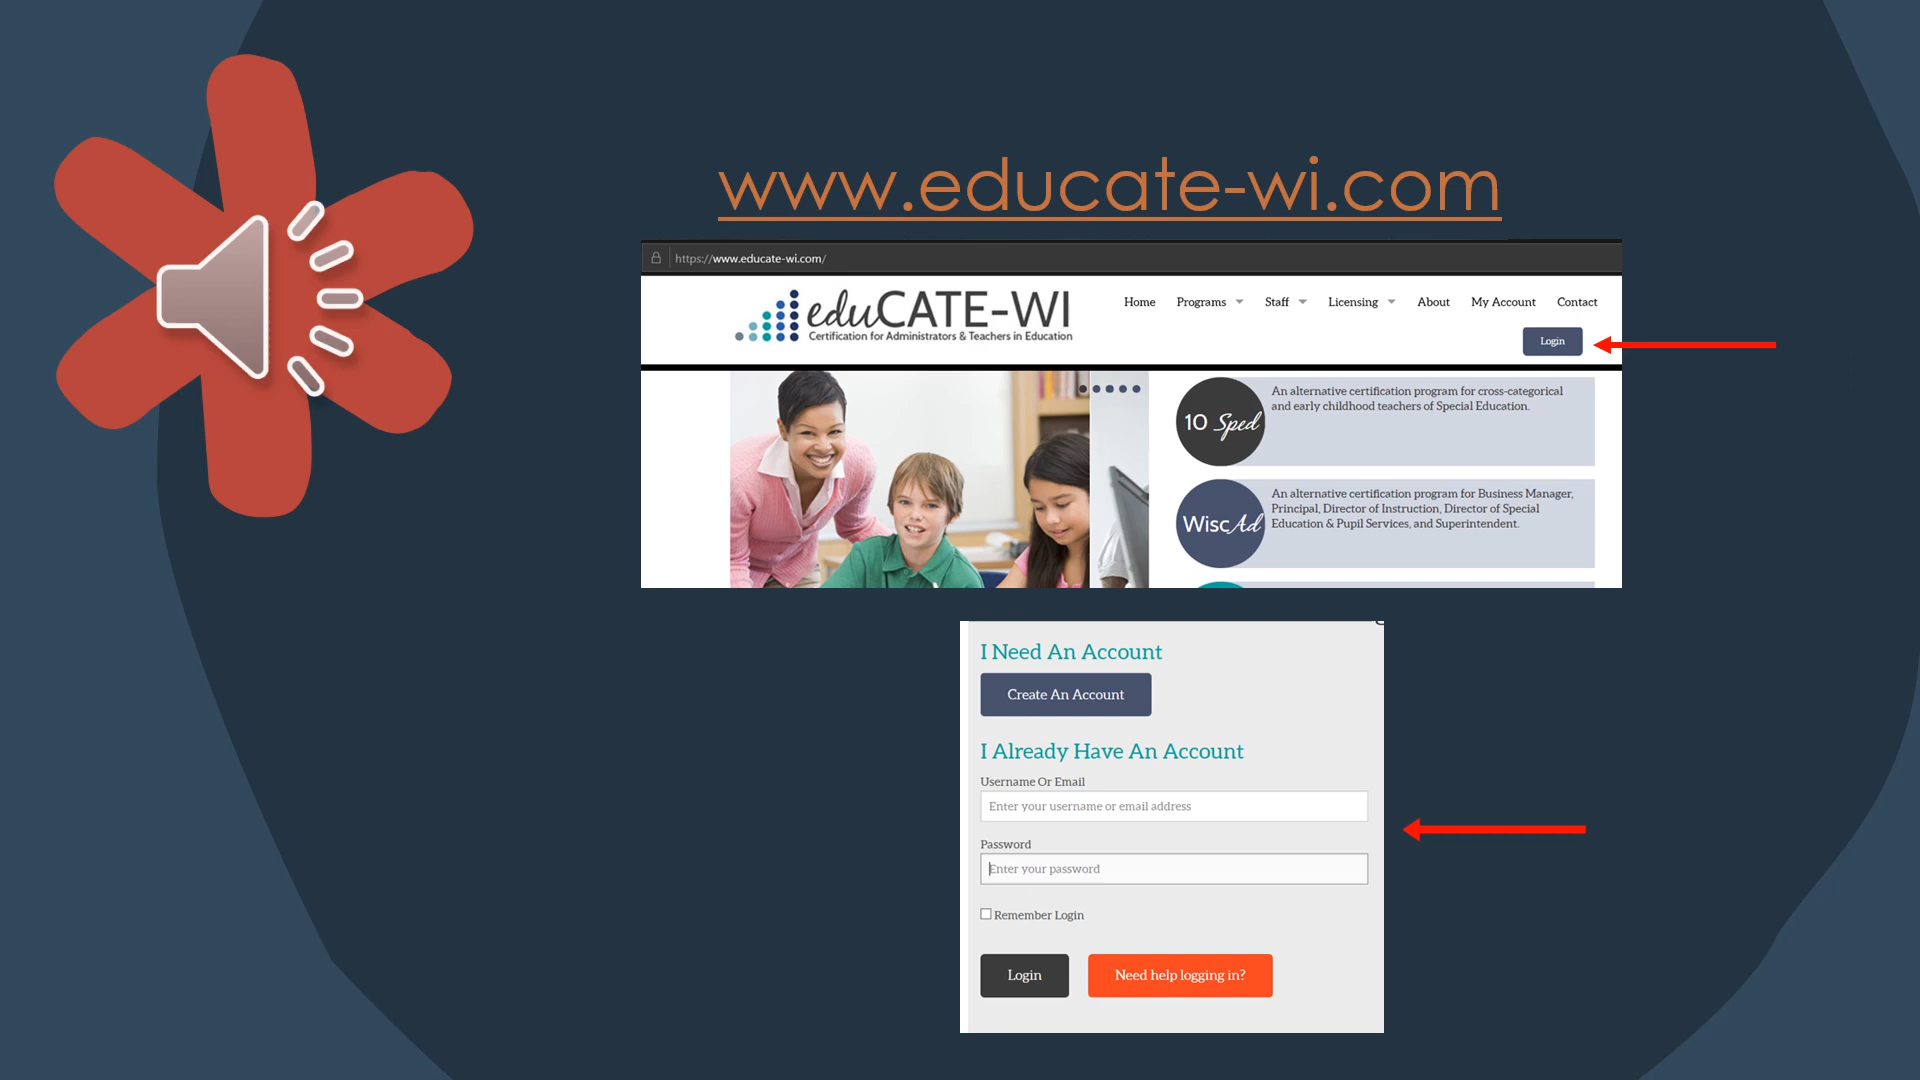 www.educate-wi.com
https://www.educate-wi.com/
eduCATE-WI
Certification for Administrators & Teachers in Education
Home Programs Staff Licensing About My Account Contact
Login
10 Sped
An alternative certification program for cross-categorical
and early childhood teachers of Special Education.
WiscAd
An alternative certification program for Business Manager,
Principal, Director of Instruction, Director of Special
Education & Pupil Services, and Superintendent.
I Need An Account
Create An Account
I Already Have An Account
Username Or Email
Enter your username or email address
Password
Enter your password
Remember Login
Login Need help logging in?